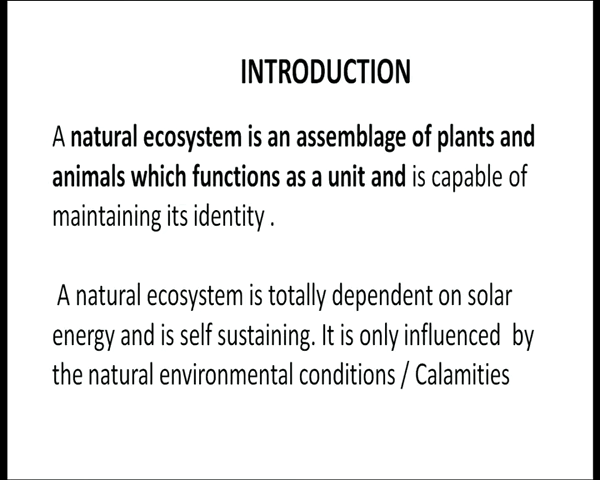 INTRODUCTION
A natural ecosystem is an assemblage of plants and
animals which functions as a unit and is capable of
maintaining its identity .
A natural ecosystem is totally dependent on solar
energy and is self sustaining. It is only influenced by
the natural environmental conditions / Calamities